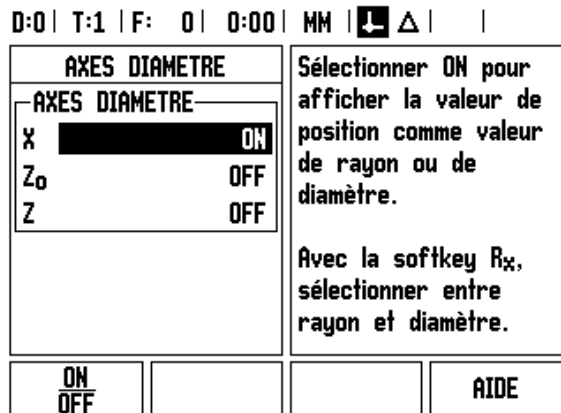 D:0 | T:1 | F: 0 | 0:00 | MM | Δ | |
AXES DIAMETRE
AXES DIAMETRE
X ON
Zo OFF
Z OFF
Sélectionner ON pour
afficher la valeur de
position comme valeur
de rayon ou de
diamètre.
Avec la softkey Rx,
sélectionner entre
rayon et diamètre.
ON
OFF
AIDE